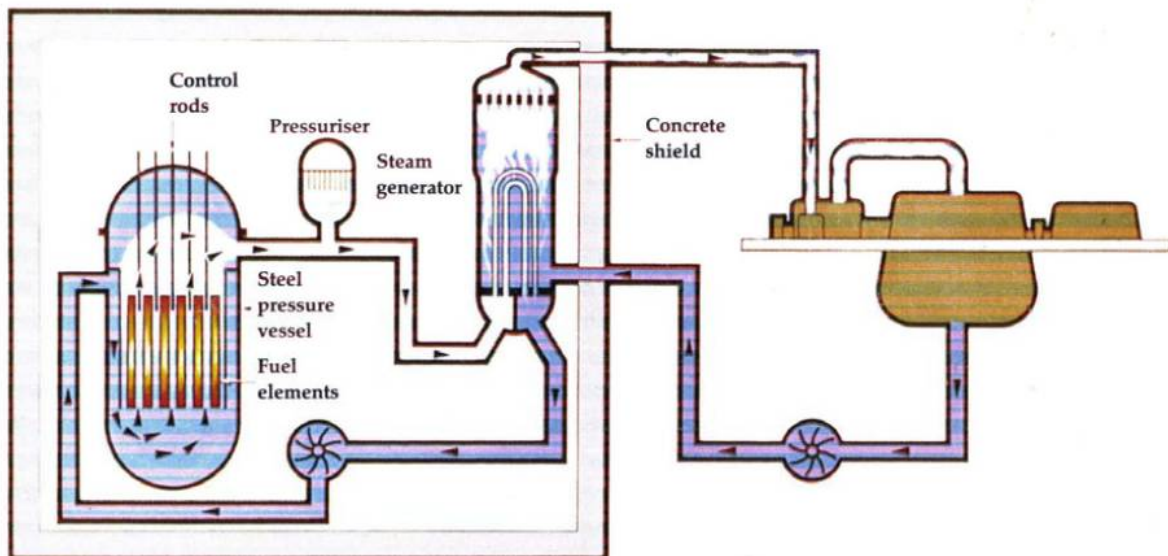 Control
rods
Pressuriser
Steam
generator
Concrete
shield
Steel
pressure
vessel
Fuel
elements